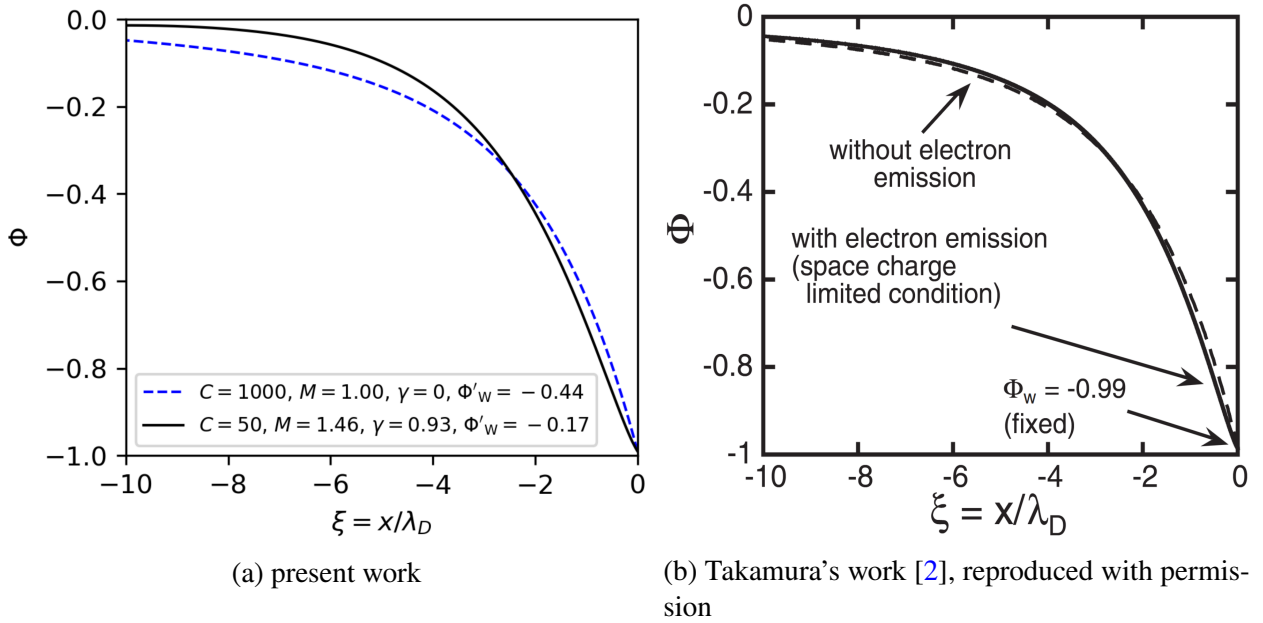 0.0
−0.2
−0.4
−0.6
−0.8
−1.0
Φ
C = 1000, M = 1.00, γ = 0, Φ′W = − 0.44
C = 50, M = 1.46, γ = 0.93, Φ′W = − 0.17
−10
−8
−6
−4
−2
0
ξ = x/λD
(a) present work
0
-0.2
-0.4
-0.6
-0.8
-1
Φ
without electron
emission
with electron emission
(space charge
limited condition)
Φw = -0.99
(fixed)
-10
-8
-6
-4
-2
0
ξ = x/λD
(b) Takamura's work [2], reproduced with permis-
sion